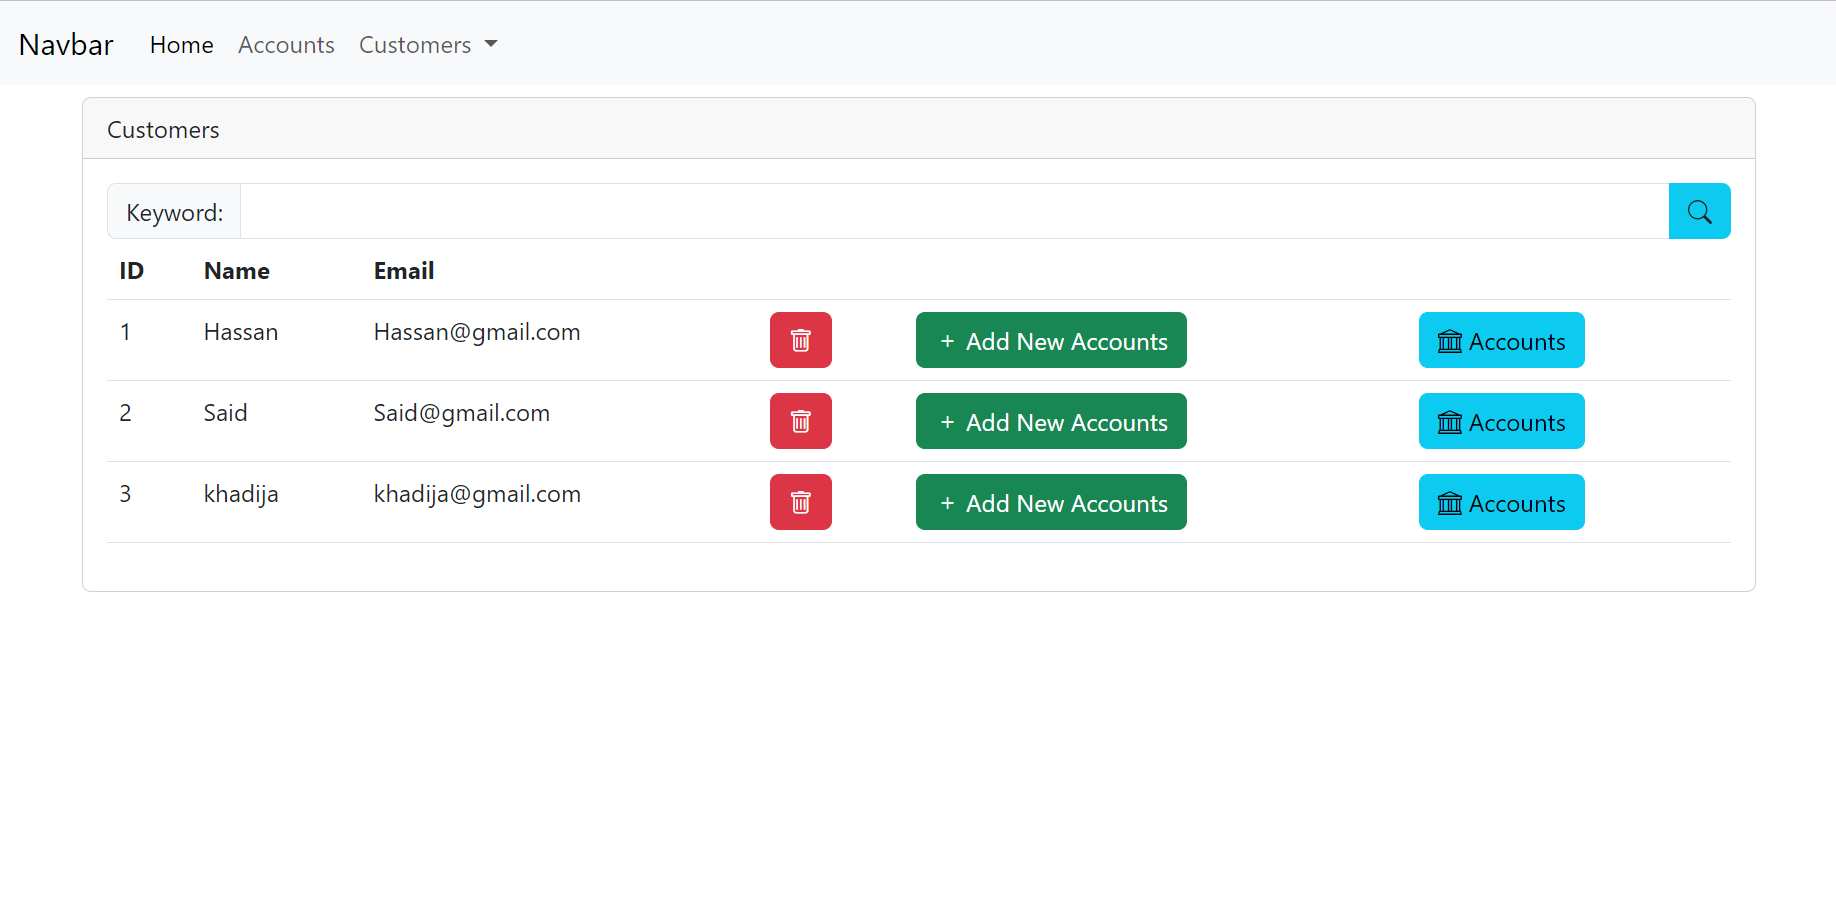 Navbar Home Accounts Customers
Customers
Keyword:
ID Name Email
1 Hassan Hassan@gmail.com + Add New Accounts Accounts
2 Said Said@gmail.com + Add New Accounts Accounts
3 khadija khadija@gmail.com + Add New Accounts Accounts